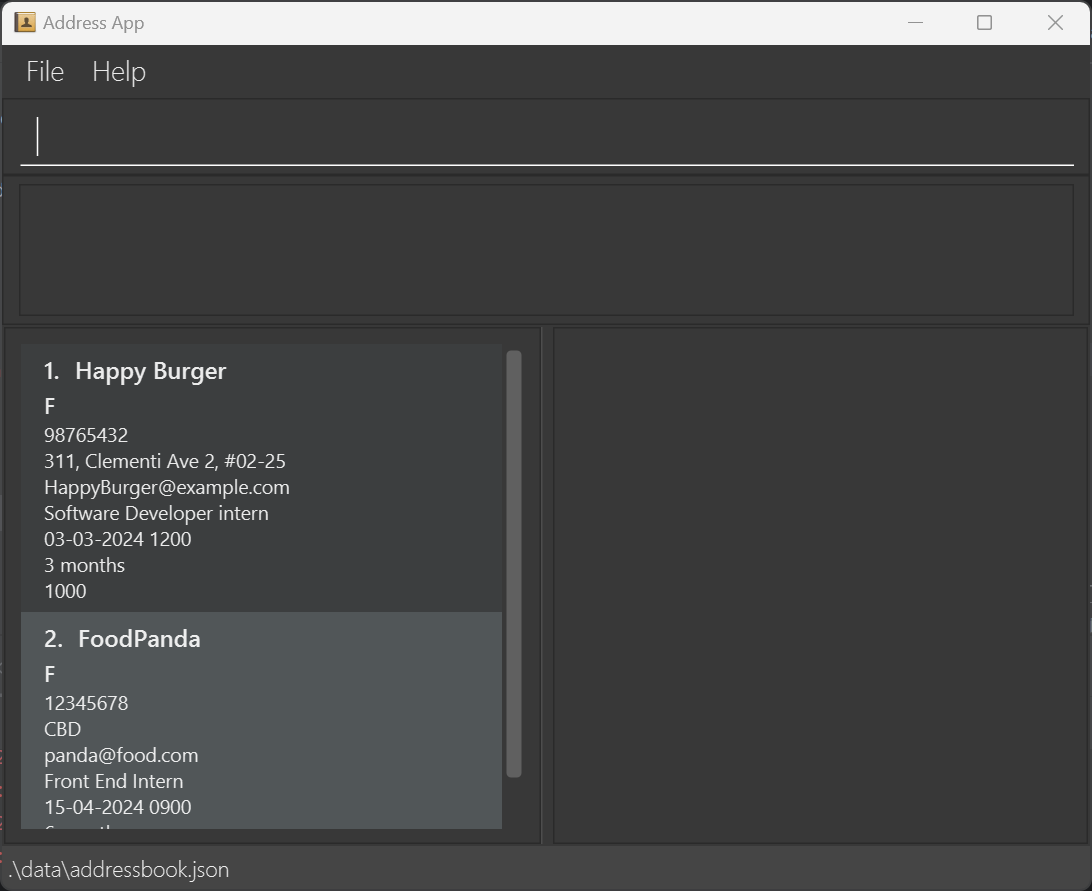 Address App
File Help
1. Happy Burger
F
98765432
311, Clementi Ave 2, #02-25
HappyBurger@example.com
Software Developer intern
03-03-2024 1200
3 months
1000
2. FoodPanda
F
12345678
CBD
panda@food.com
Front End Intern
15-04-2024 0900
.\data\addressbook.json